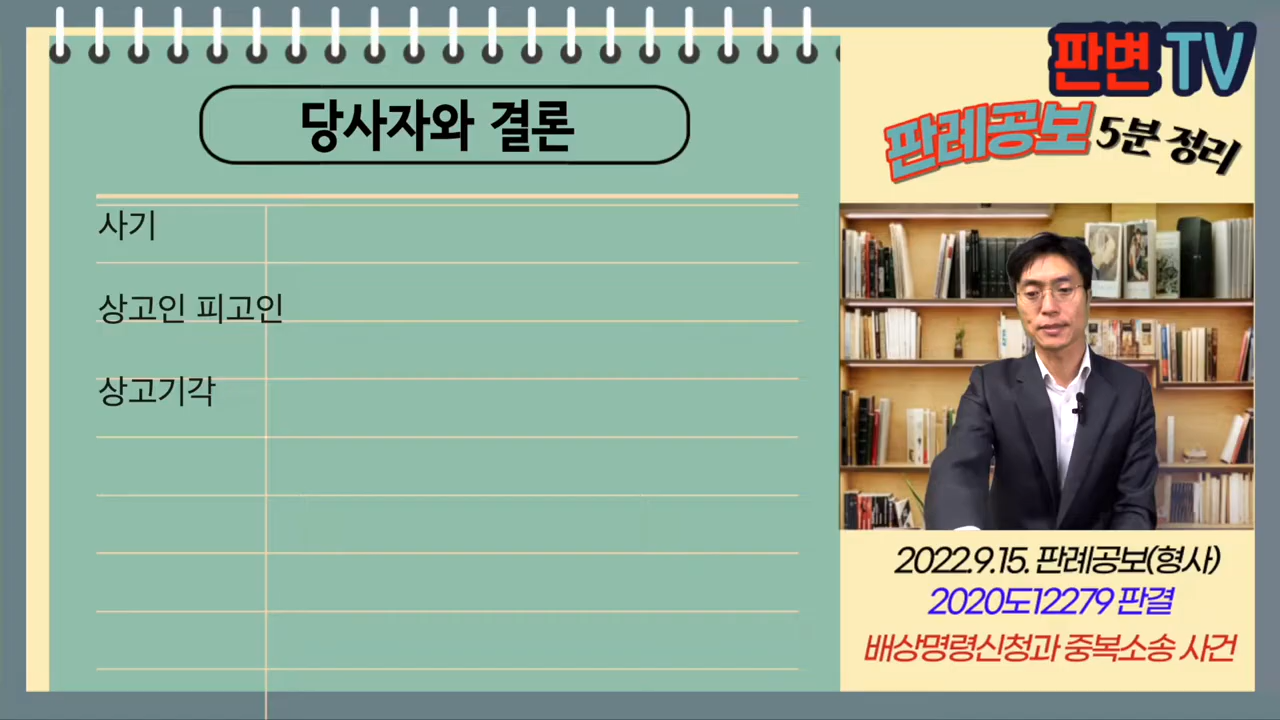 당사자와 결론
사기
상고인 피고인
상고기각
판변 TV
판례공보 5분 정리
2022.9.15. 판례공보(형사)
2020도12279 판결
배상명령신청과 중복소송 사건